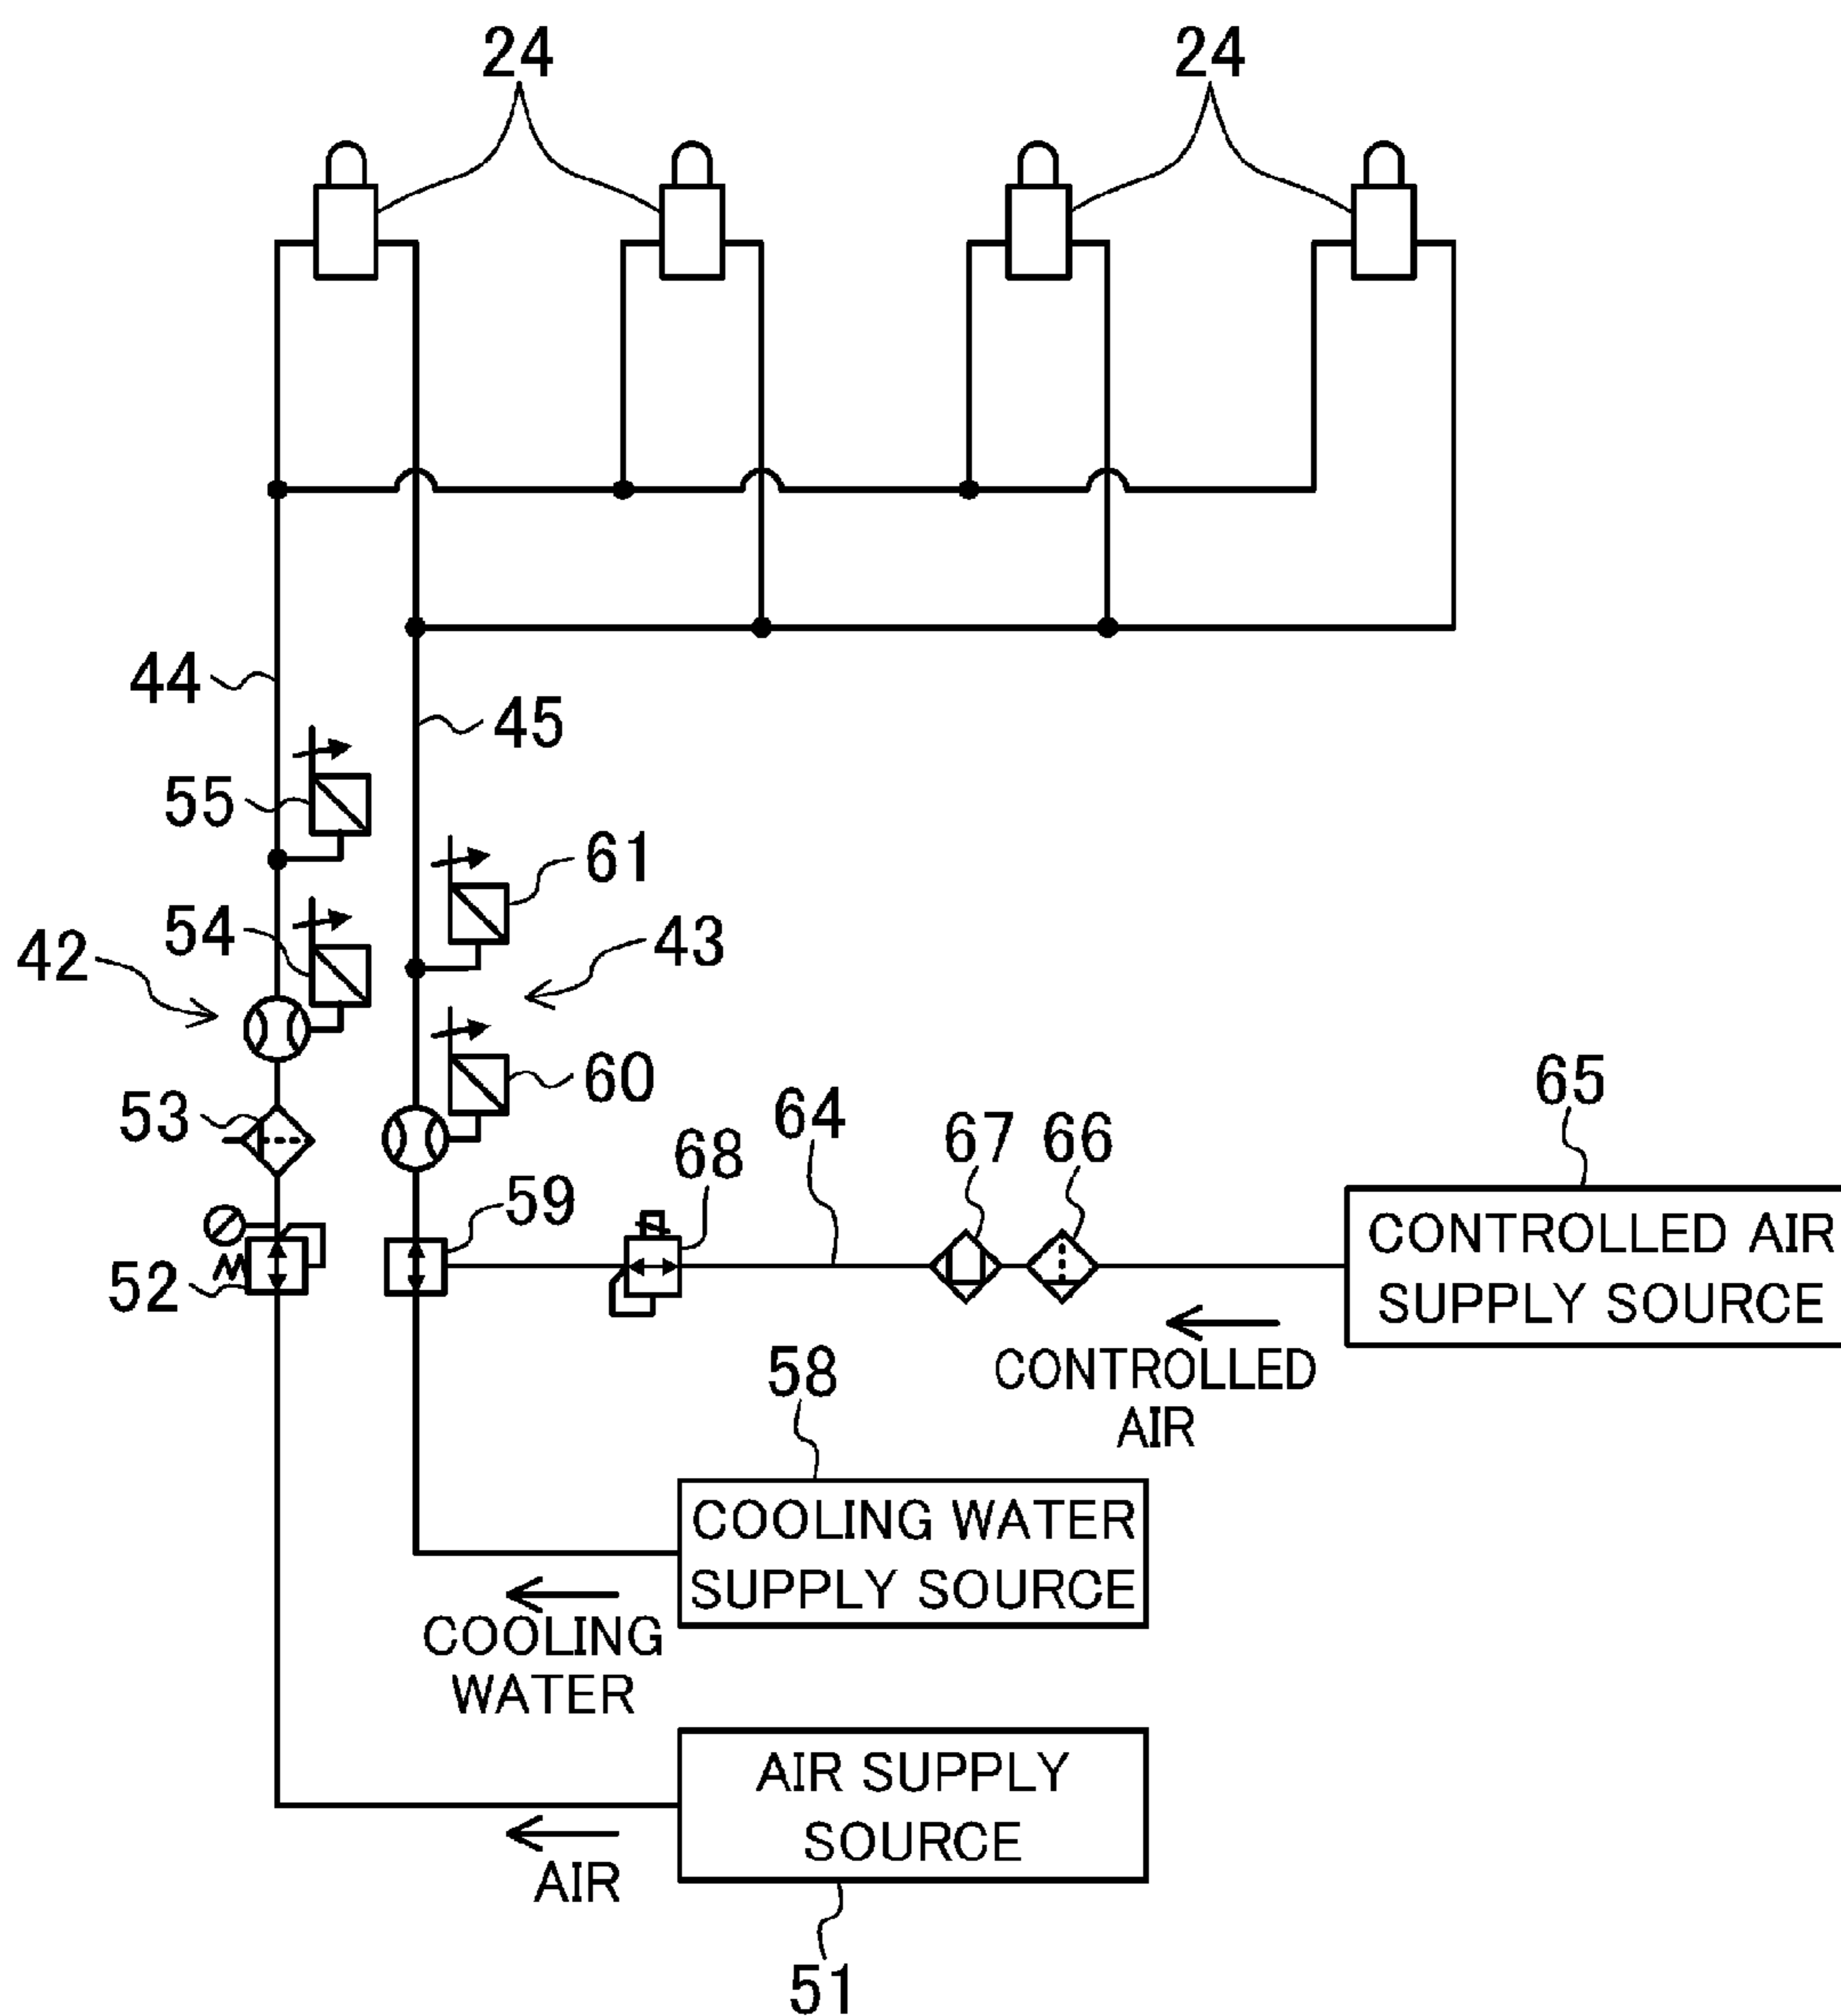 24
24
44
45
55
61
54
43
42
60
65
53
64
67
66
68
59
CONTROLLED AIR
SUPPLY SOURCE
52
CONTROLLED
AIR
58
COOLING WATER
SUPPLY SOURCE
COOLING
WATER
AIR SUPPLY
SOURCE
AIR
51